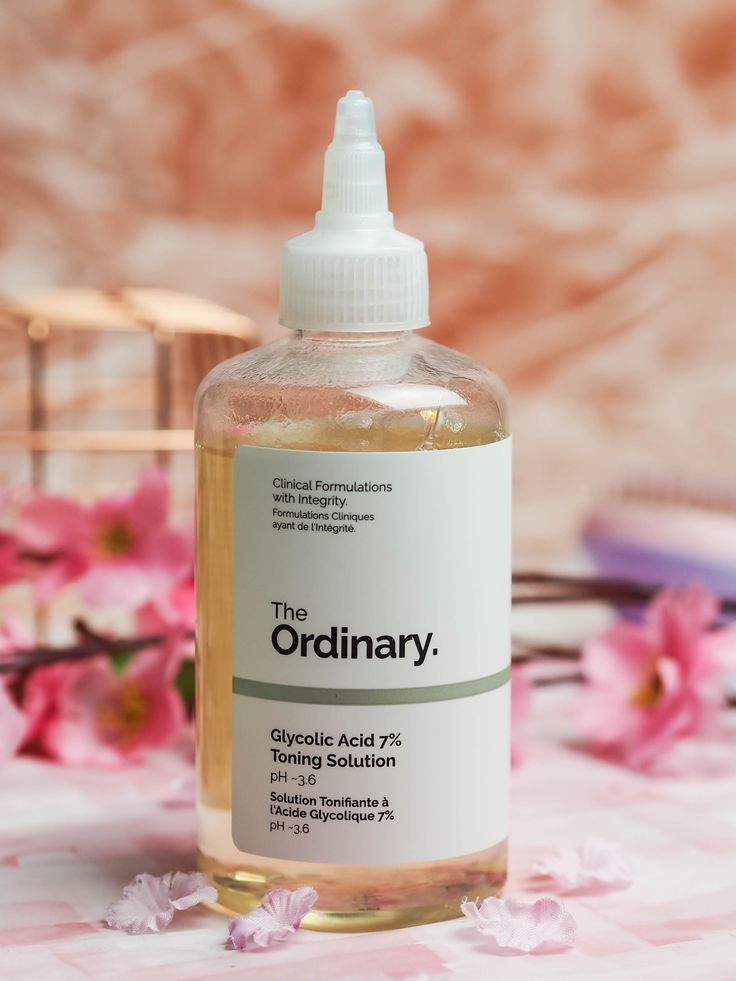 Clinical Formulations
with Integrity.
Formulations Cliniques
ayant de l'Intégrité.
The
Ordinary.
Glycolic Acid 7%
Toning Solution
pH ~3.6
Solution Tonifiante à
l'Acide Glycolique 7%
pH ~3.6